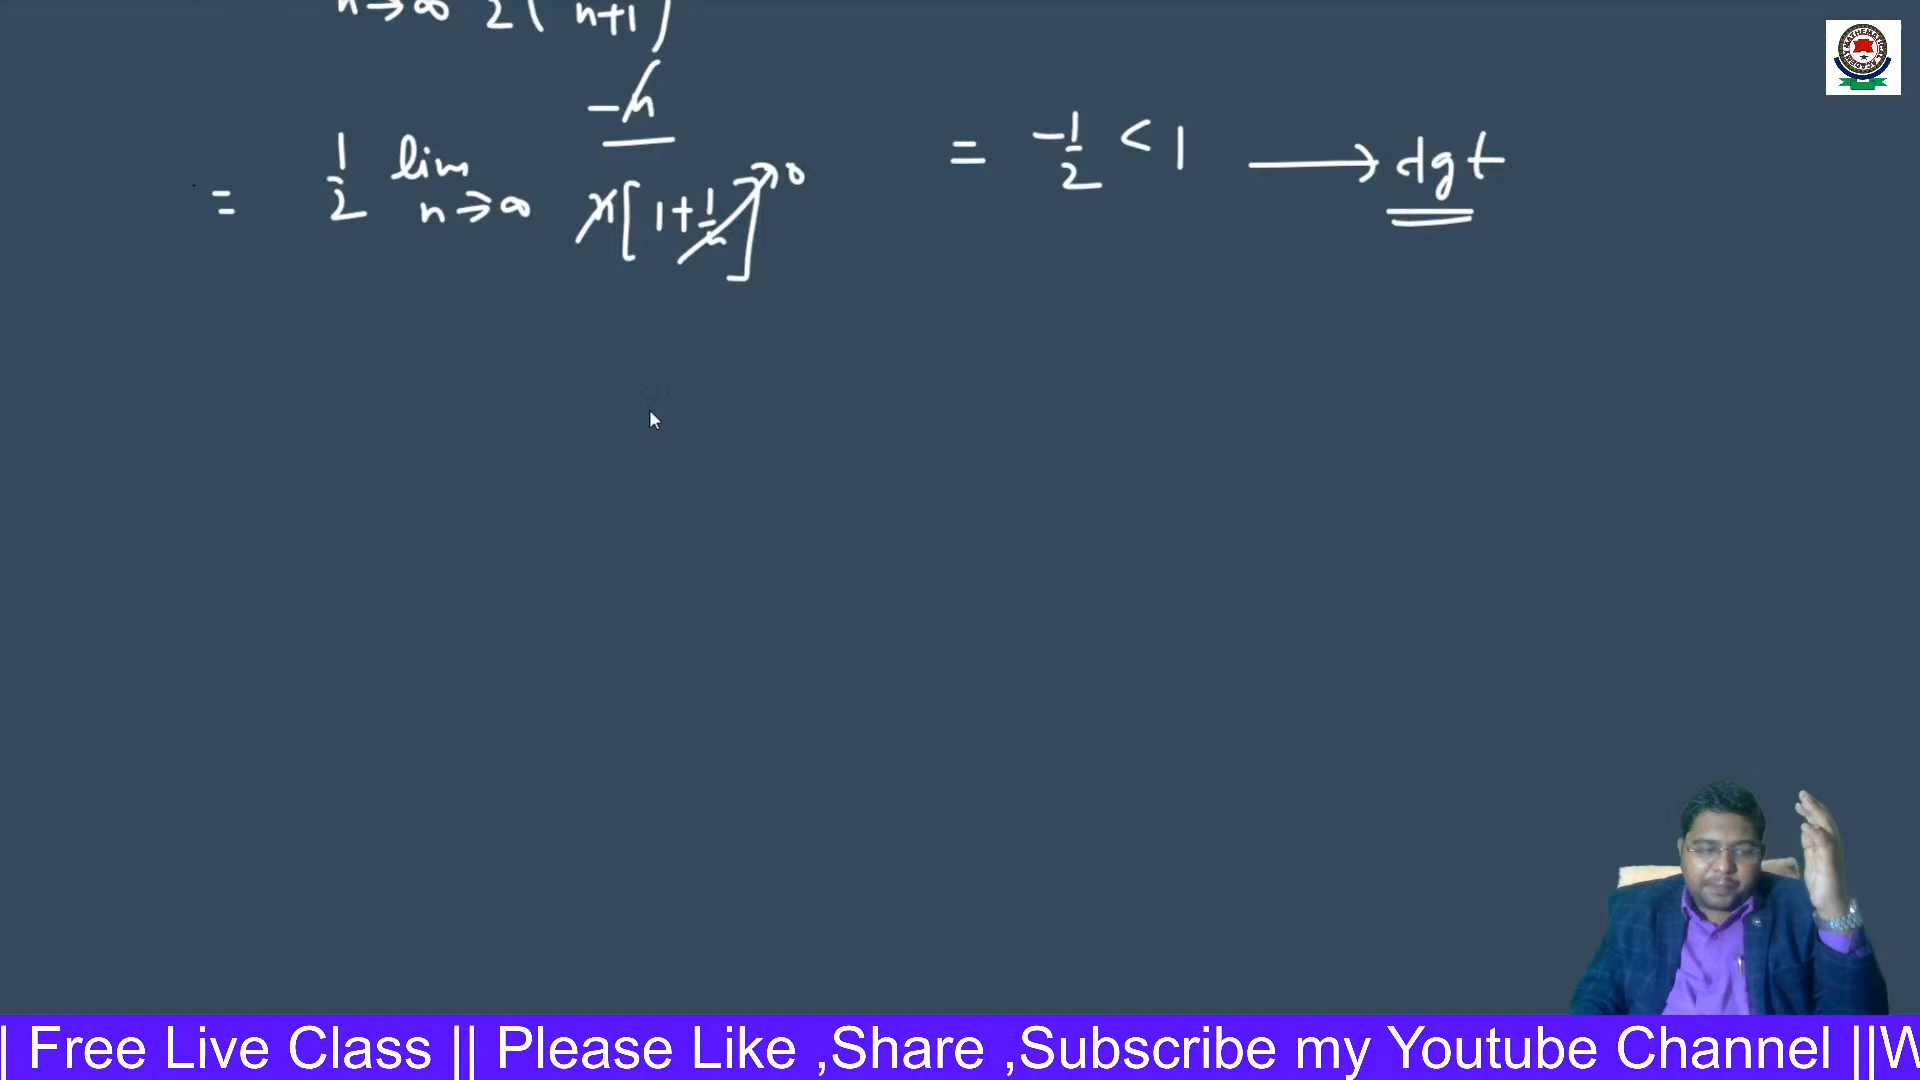 n→∞ 2 ( n+1 )
= 1/2 lim n→∞ -n / n[1+1/n]→0 = -1/2 < 1 → dgt
| Free Live Class || Please Like ,Share ,Subscribe my Youtube Channel ||W